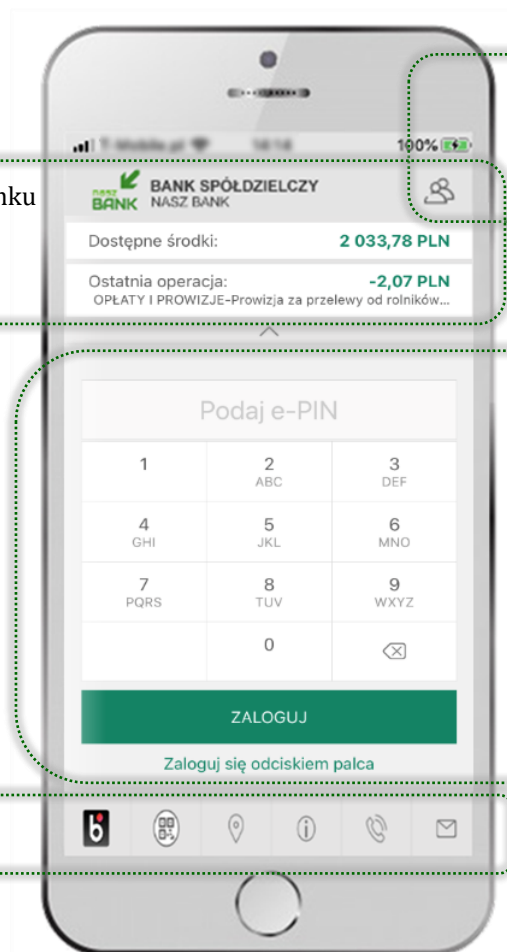 100%
nku
nasz
BANK
BANK SPÓŁDZIELCZY
NASZ BANK
Dostępne środki: 2 033,78 PLN
Ostatnia operacja: -2,07 PLN
OPŁATY I PROWIZJE-Prowizja za przelewy od rolników...
Podaj e-PIN
1 2 3
ABC DEF
4 5 6
GHI JKL MNO
7 8 9
PQRS TUV WXYZ
0
ZALOGUJ
Zaloguj się odciskiem palca